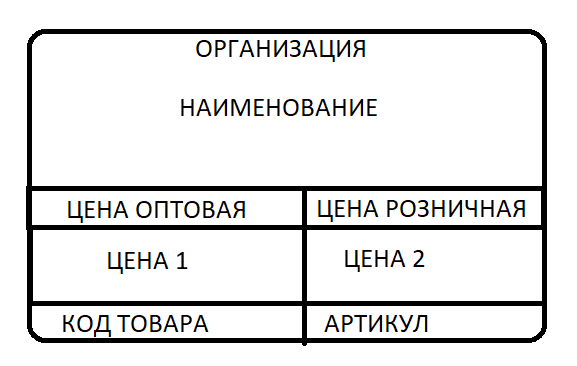 ОРГАНИЗАЦИЯ
НАИМЕНОВАНИЕ
ЦЕНА ОПТОВАЯ
ЦЕНА РОЗНИЧНАЯ
ЦЕНА 1
ЦЕНА 2
КОД ТОВАРА
АРТИКУЛ